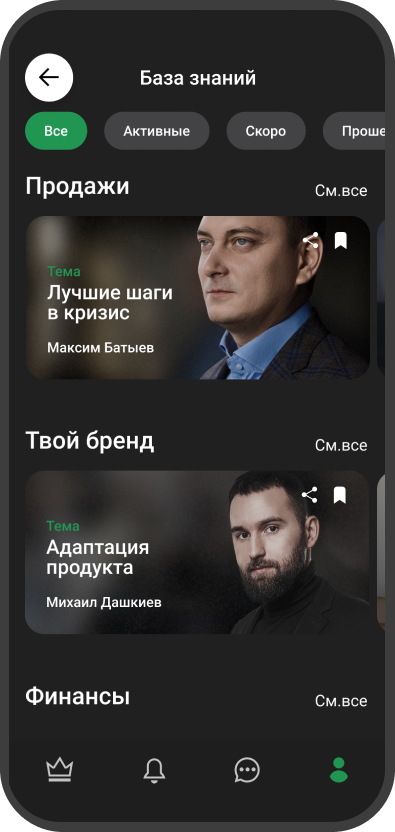 База знаний
Все
Активные
Скоро
Проше
Продажи
См.все
Тема
Лучшие шаги
в кризис
Максим Батыев
Твой бренд
См.все
Тема
Адаптация
продукта
Михаил Дашкиев
Финансы
См.все